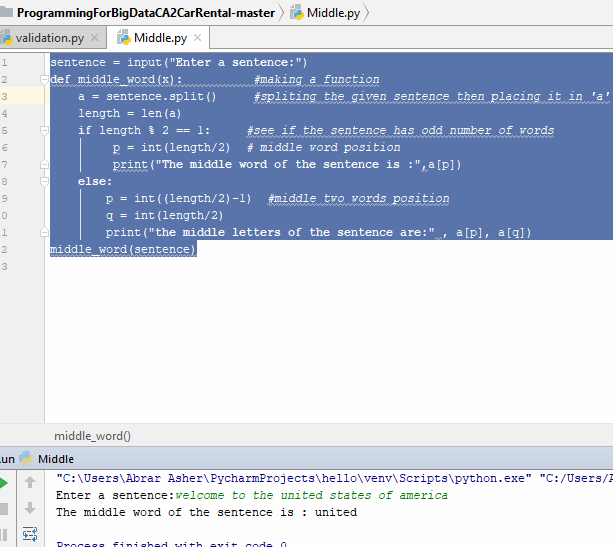 ProgrammingForBigDataCA2CarRental-master Middle.py
validation.py Middle.py
1 sentence = input("Enter a sentence:")
2 def middle_word(x): #making a function
3 a = sentence.split() #spliting the given sentence then placing it in 'a'
4 length = len(a)
5 if length % 2 == 1: #see if the sentence has odd number of words
6 p = int(length/2) # middle word position
7 print("The middle word of the sentence is :",a[p])
8 else:
9 p = int((length/2)-1) #middle two words position
0 q = int(length/2)
1 print("the middle letters of the sentence are:" , a[p], a[q])
2 middle_word(sentence)
3
middle_word()
un Middle
"C:\Users\Abrar Asher\PycharmProjects\hello\venv\Scripts\python.exe" "C:/Users/A
Enter a sentence:welcome to the united states of america
The middle word of the sentence is : united
Process finished with exit code 0